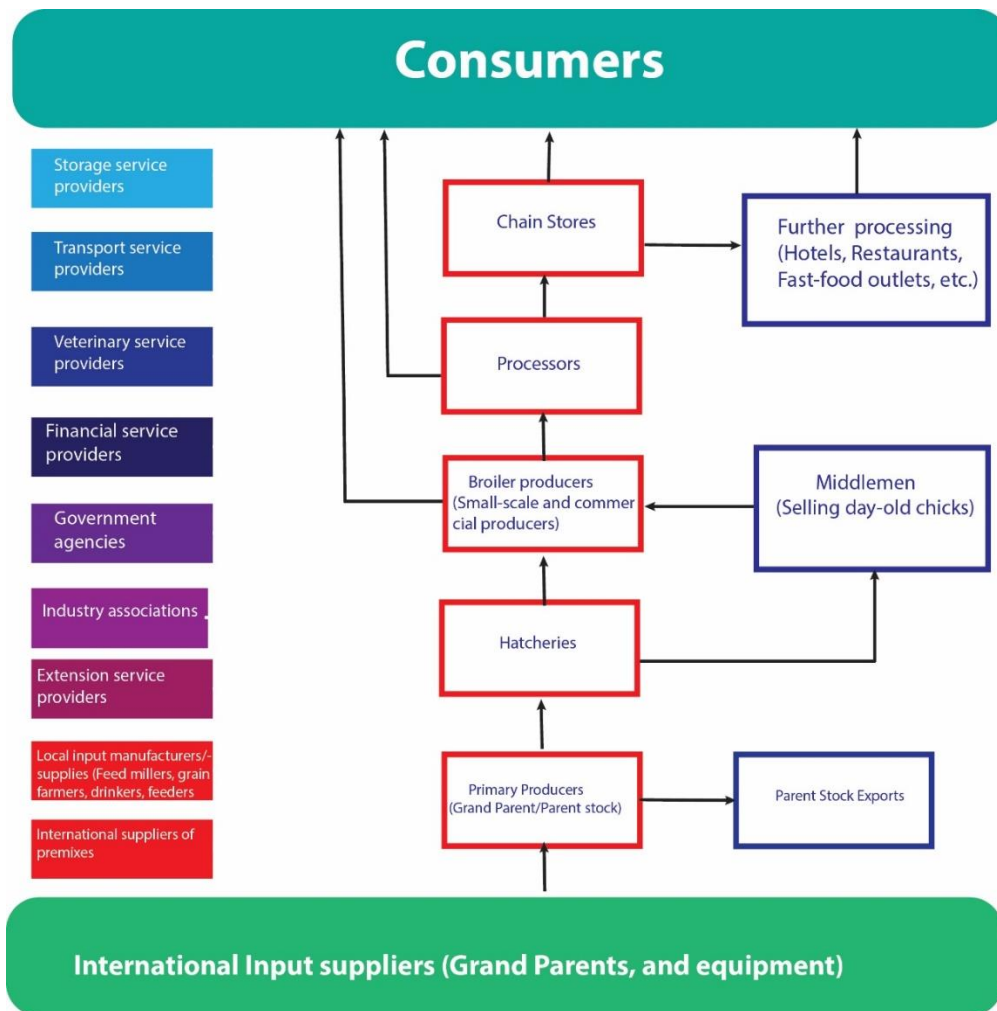 Consumers
Storage service
providers
Transport service
providers
Veterinary service
providers
Financial service
providers
Government
agencies
Industry associations .
Extension service
providers
Local input manufacturers/-
supplies (Feed millers, grain
farmers, drinkers, feeders
International suppliers of
premixes
Chain Stores
Further processing
(Hotels, Restaurants,
Fast-food outlets, etc.)
Processors
Broiler producers
(Small-scale and commer
cial producers)
Middlemen
(Selling day-old chicks)
Hatcheries
Primary Producers
(Grand Parent/Parent stock)
Parent Stock Exports
International Input suppliers (Grand Parents, and equipment)